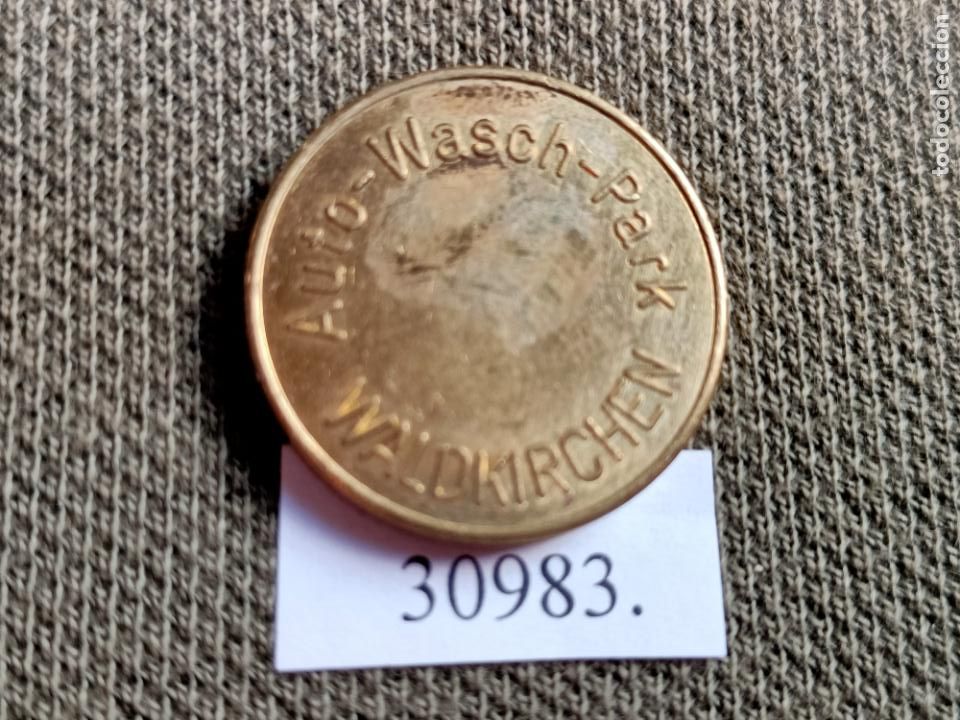 Auto-Wasch-Park
WALDKIRCHEN
30983.
todocoleccion